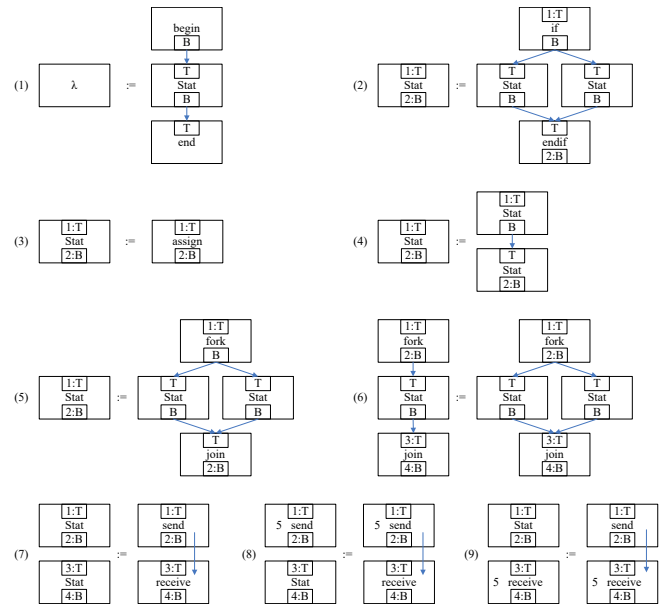 begin
B
(1) λ := T
Stat
B
T
end
1:T
if
B
(2) 1:T
Stat
2:B
:=
T
Stat
B
T
Stat
B
T
endif
2:B
(3) 1:T
Stat
2:B
:=
1:T
assign
2:B
(4) 1:T
Stat
2:B
:=
1:T
Stat
B
T
Stat
2:B
(5) 1:T
Stat
2:B
:=
1:T
fork
B
T
Stat
B
T
Stat
B
T
join
2:B
(6) 1:T
fork
2:B
T
Stat
B
3:T
join
4:B
:=
1:T
fork
2:B
T
Stat
B
T
Stat
B
3:T
join
4:B
(7) 1:T
Stat
2:B
3:T
Stat
4:B
:=
1:T
send
2:B
3:T
receive
4:B
(8) 1:T
5 send
2:B
3:T
Stat
4:B
:=
1:T
5 send
2:B
3:T
receive
4:B
(9) 1:T
Stat
2:B
3:T
5 receive
4:B
:=
1:T
send
2:B
3:T
5 receive
4:B